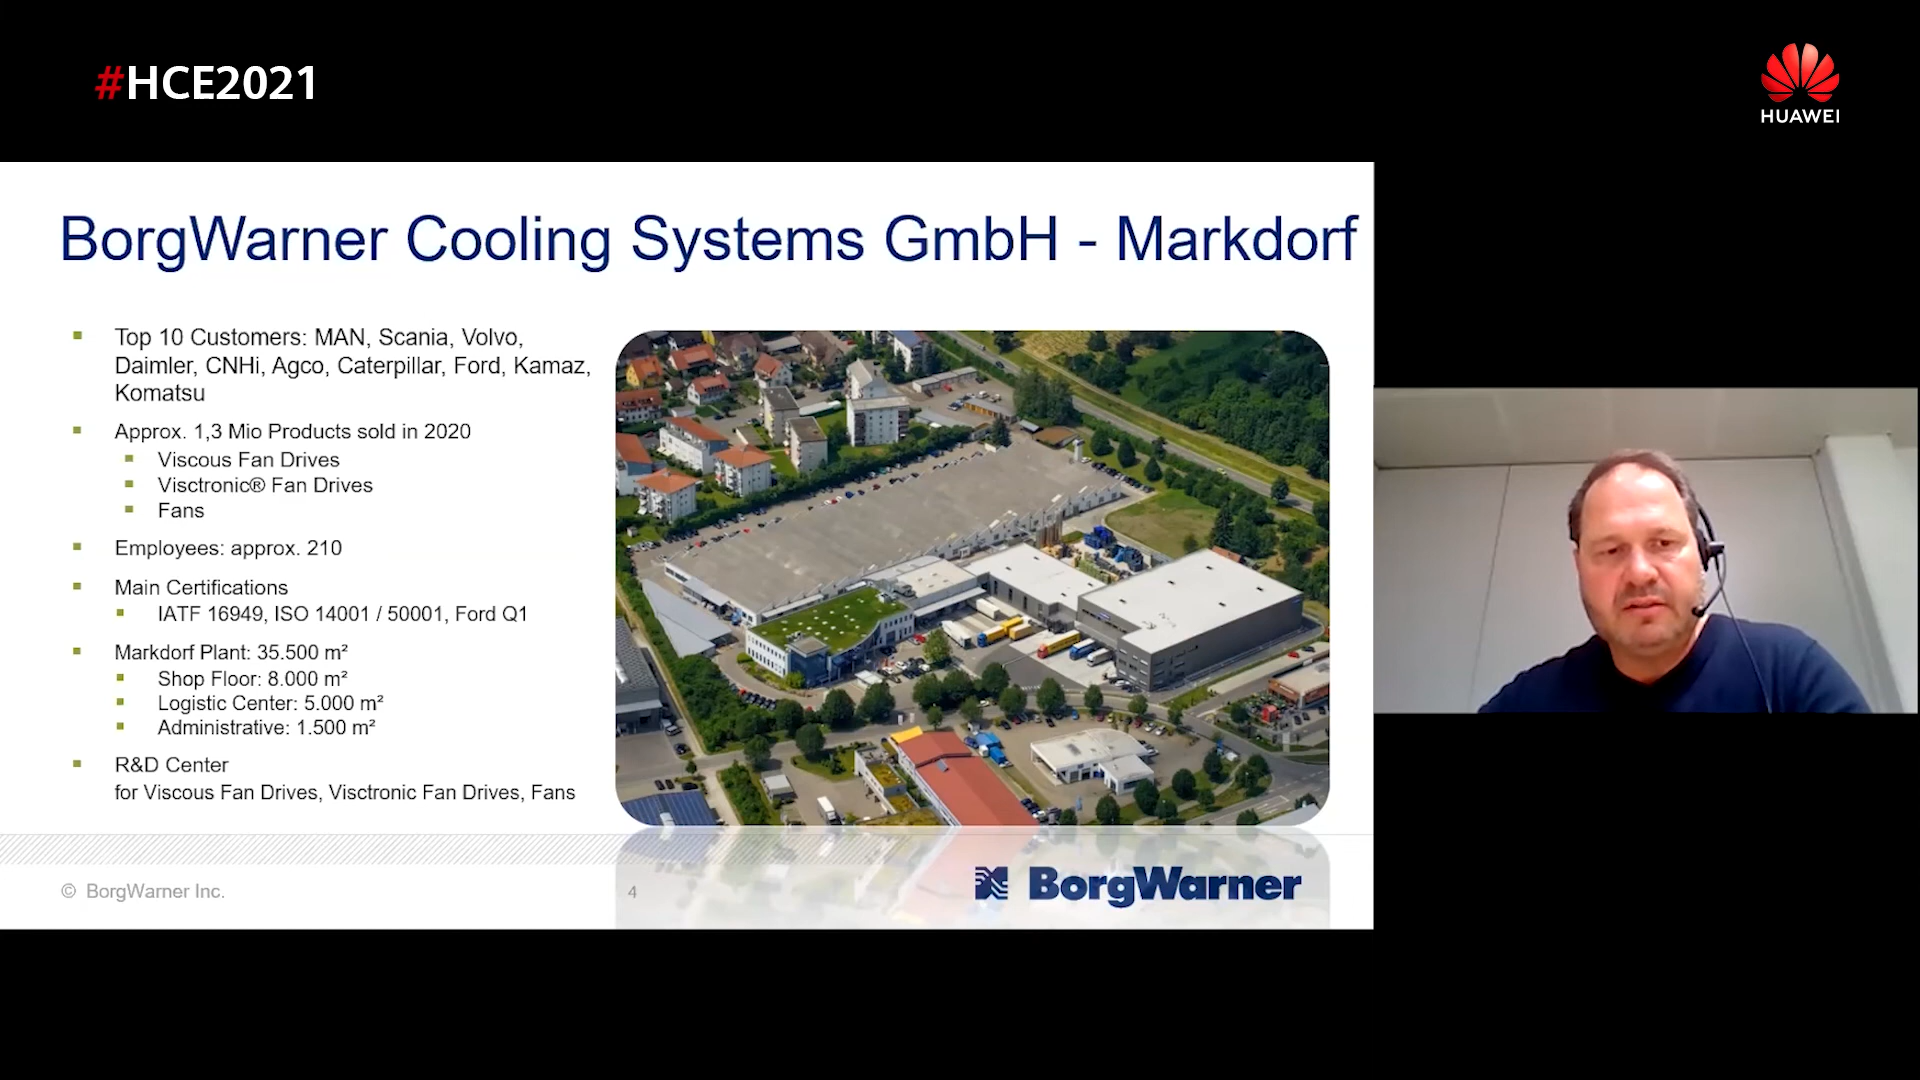 #HCE2021
HUAWEI
BorgWarner Cooling Systems GmbH - Markdorf
Top 10 Customers: MAN, Scania, Volvo,
Daimler, CNHi, Agco, Caterpillar, Ford, Kamaz,
Komatsu
Approx. 1,3 Mio Products sold in 2020
Viscous Fan Drives
Visctronic® Fan Drives
Fans
Employees: approx. 210
Main Certifications
IATF 16949, ISO 14001 / 50001, Ford Q1
Markdorf Plant: 35.500 m²
Shop Floor: 8.000 m²
Logistic Center: 5.000 m²
Administrative: 1.500 m²
R&D Center
for Viscous Fan Drives, Visctronic Fan Drives, Fans
© BorgWarner Inc.
4
BorgWarner